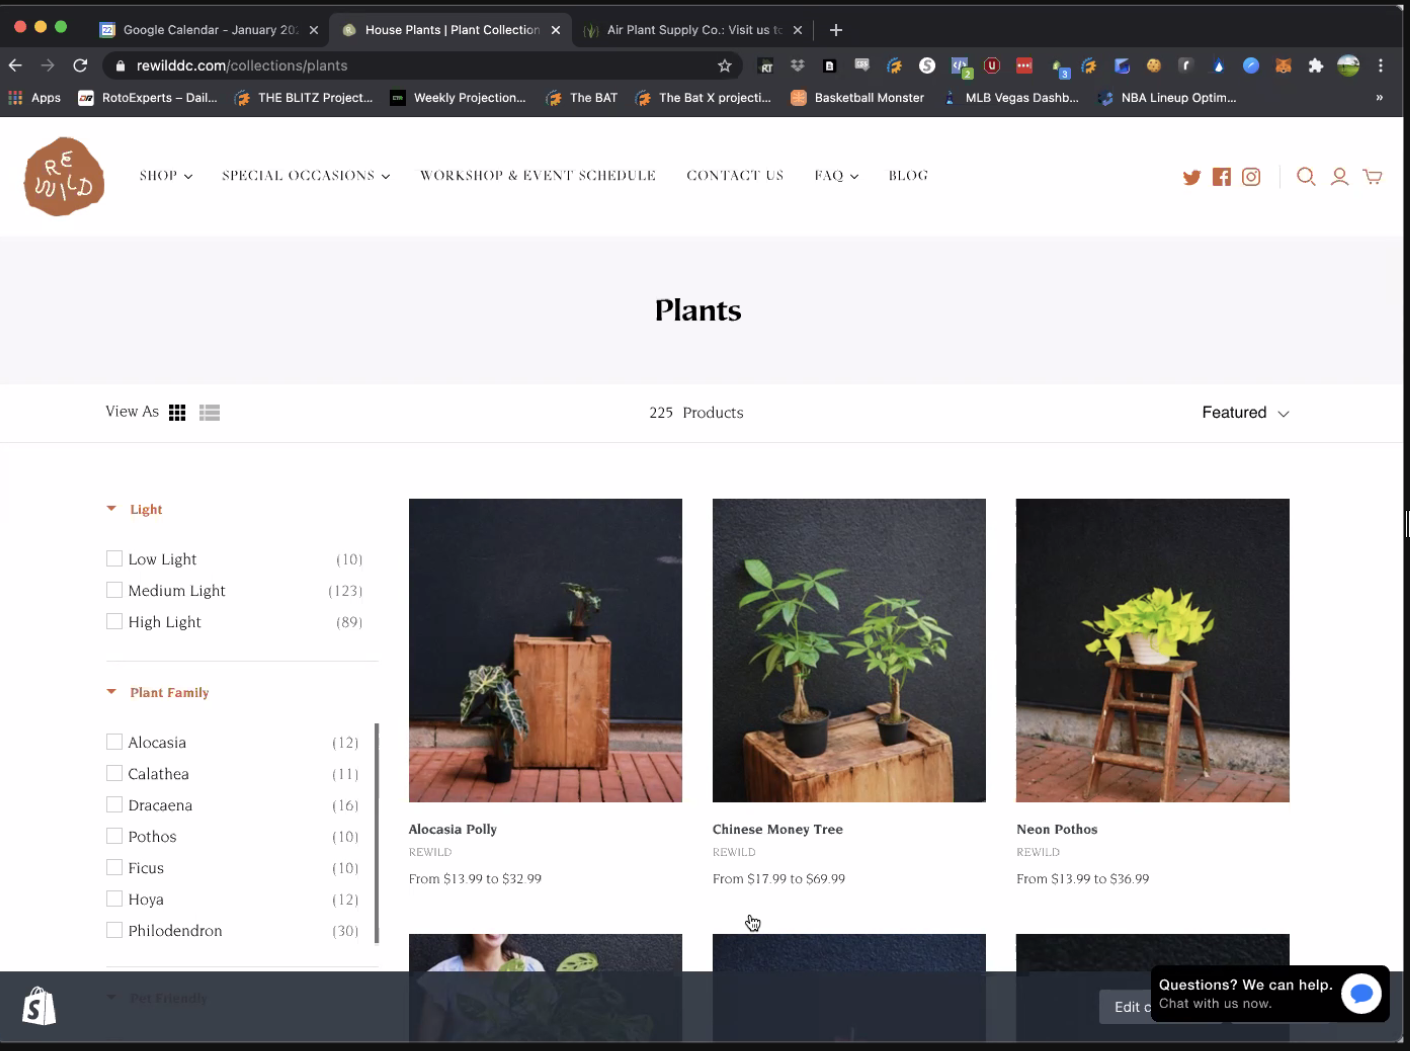 Google Calendar - January 202
House Plants | Plant Collection
Air Plant Supply Co.: Visit us to
rewilddc.com/collections/plants
Apps
RotoExperts – Dail...
THE BLITZ Project...
Weekly Projection...
The BAT
The Bat X projecti...
Basketball Monster
MLB Vegas Dashb...
NBA Lineup Optim...
»
RE
WILD
SHOP
SPECIAL OCCASIONS
WORKSHOP & EVENT SCHEDULE
CONTACT US
FAQ
BLOG
Plants
View As
225 Products
Featured
Light
Low Light (10)
Medium Light (123)
High Light (89)
Plant Family
Alocasia (12)
Calathea (11)
Dracaena (16)
Pothos (10)
Ficus (10)
Hoya (12)
Philodendron (30)
Pet Friendly
Alocasia Polly
REWILD
From $13.99 to $32.99
Chinese Money Tree
REWILD
From $17.99 to $69.99
Neon Pothos
REWILD
From $13.99 to $36.99
Edit c
Questions? We can help.
Chat with us now.